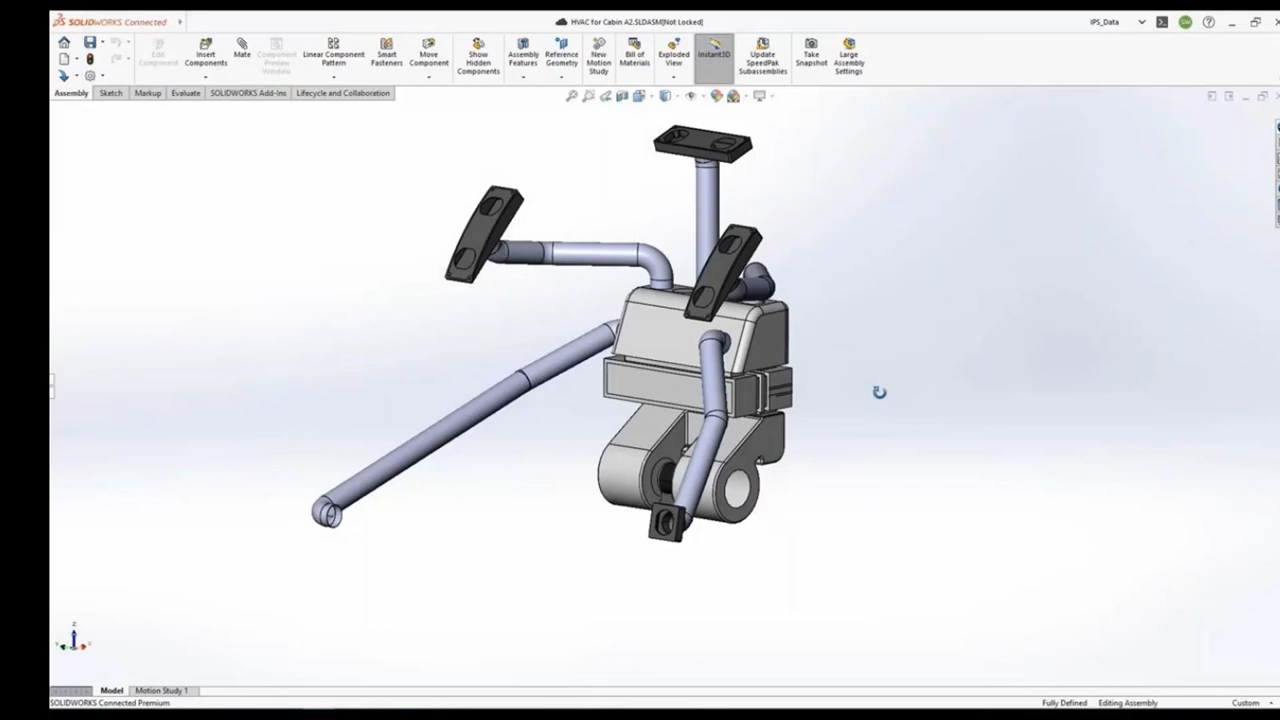 SOLIDWORKS Connected
HVAC for Cabin A2.SLDASM[Not Locked]
IPS_Data
Edit Component
Insert Components
Mate
Component Preview Window
Linear Component Pattern
Smart Fasteners
Move Component
Show Hidden Components
Assembly Features
Reference Geometry
New Motion Study
Bill of Materials
Exploded View
Instant3D
Update SpeedPak Subassemblies
Take Snapshot
Large Assembly Settings
Assembly Sketch Markup Evaluate SOLIDWORKS Add-Ins Lifecycle and Collaboration
Z
Model Motion Study 1
SOLIDWORKS Connected Premium
Fully Defined Editing Assembly Custom